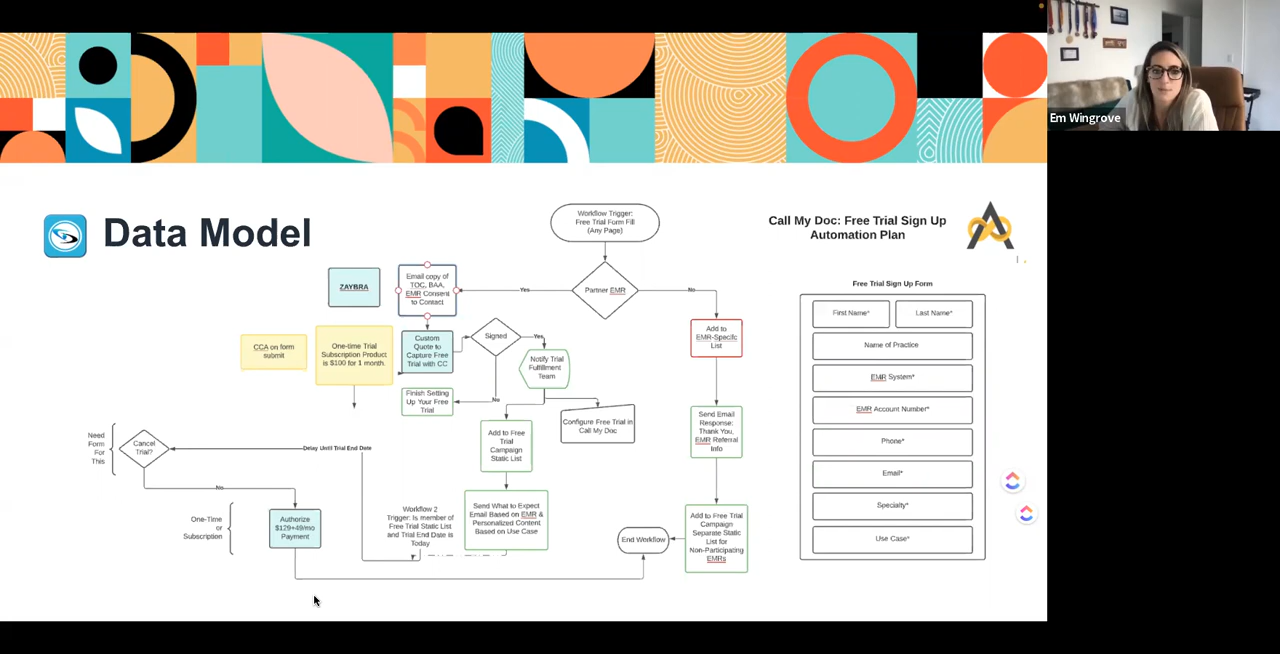 Em Wingrove
Data Model
Workflow Trigger:
Free Trial Form Fill
(Any Page)
Call My Doc: Free Trial Sign Up
Automation Plan
ZAYBRA
Email copy of
TOC, BAA,
EMR Consent
to Contact
Yes
Partner EMR
No
Free Trial Sign Up Form
First Name*
Last Name*
Name of Practice
EMR System*
EMR Account Number*
Phone*
Email*
Specialty*
Use Case*
Add to
EMR-Specifc
List
CCA on form
submit
One-time Trial
Subscription Product
is $100 for 1 month.
Custom
Quote to
Capture Free
Trial with CC
Signed
Yes
Notify Trial
Fulfillment
Team
Finish Setting
Up Your Free
Trial
No
Configure Free Trial in
Call My Doc
Send Email
Response:
Thank You,
EMR Referral
Info
Need
Form
For
This
Cancel
Trial?
Delay Until Trial End Date
Add to Free
Trial
Campaign
Static List
No
One-Time
or
Subscription
Authorize
$129+49/mo
Payment
Workflow 2
Trigger: Is member of
Free Trial Static List
and Trial End Date is
Today
Send What to Expect
Email Based on EMR &
Personalized Content
Based on Use Case
End Workflow
Add to Free Trial
Campaign
Separate Static
List for
Non-Participating
EMRs